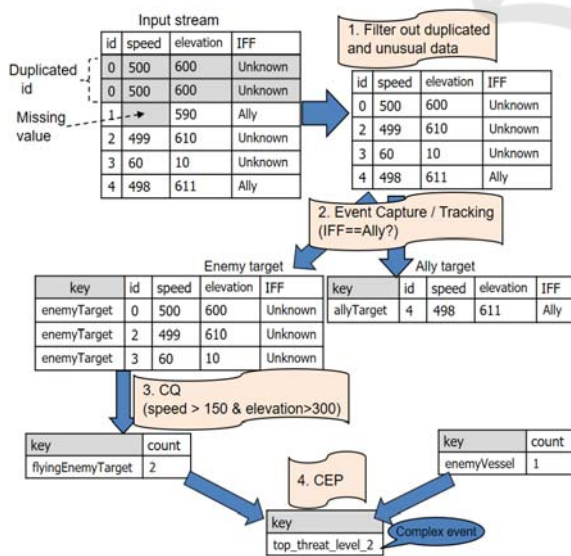 Input stream
id speed elevation IFF
0 500 600 Unknown
0 500 600 Unknown
1 590 Ally
2 499 610 Unknown
3 60 10 Unknown
4 498 611 Ally
Duplicated
id
Missing
value
1. Filter out duplicated
and unusual data
id speed elevation IFF
0 500 600 Unknown
2 499 610 Unknown
3 60 10 Unknown
4 498 611 Ally
2. Event Capture / Tracking
(IFF==Ally?)
Enemy target
key id speed elevation IFF
enemyTarget 0 500 600 Unknown
enemyTarget 2 499 610 Unknown
enemyTarget 3 60 10 Unknown
Ally target
key id speed elevation IFF
allyTarget 4 498 611 Ally
3. CQ
(speed > 150 & elevation>300)
key count
flyingEnemyTarget 2
key count
enemyVessel 1
4. CEP
key
top_threat_level_2
Complex event